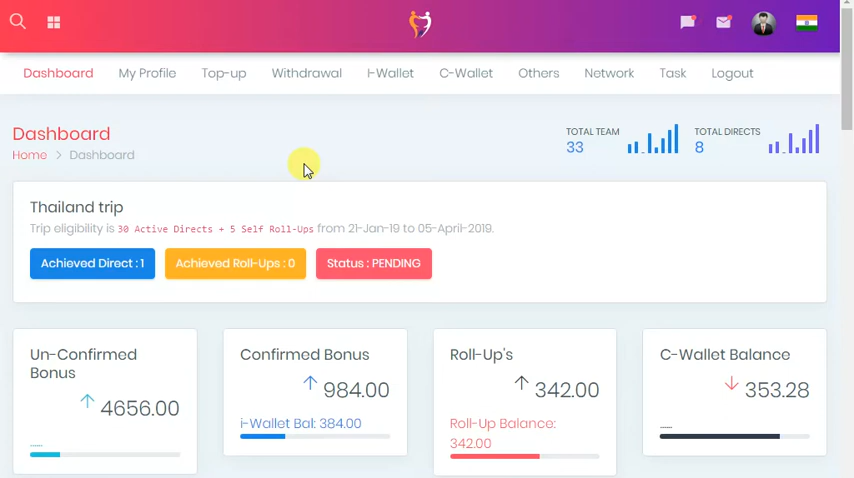 Dashboard My Profile Top-up Withdrawal I-Wallet C-Wallet Others Network Task Logout
Dashboard
Home > Dashboard
TOTAL TEAM
33
TOTAL DIRECTS
8
Thailand trip
Trip eligibility is 30 Active Directs + 5 Self Roll-Ups from 21-Jan-19 to 05-April-2019.
Achieved Direct : 1 Achieved Roll-Ups : 0 Status : PENDING
Un-Confirmed
Bonus
4656.00
......
Confirmed Bonus
984.00
i-Wallet Bal: 384.00
Roll-Up's
342.00
Roll-Up Balance:
342.00
C-Wallet Balance
353.28
......